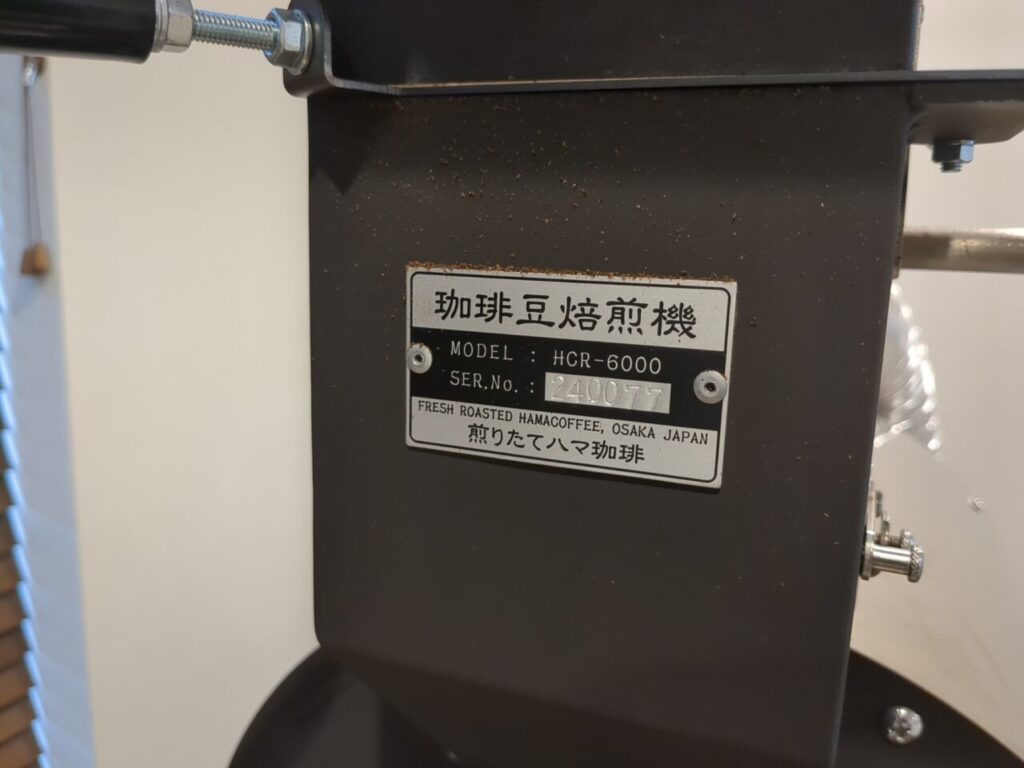 珈琲豆焙煎機
MODEL : HCR-6000
SER.No. : 240077
FRESH ROASTED HAMACOFFEE, OSAKA JAPAN
煎りたてハマ珈琲